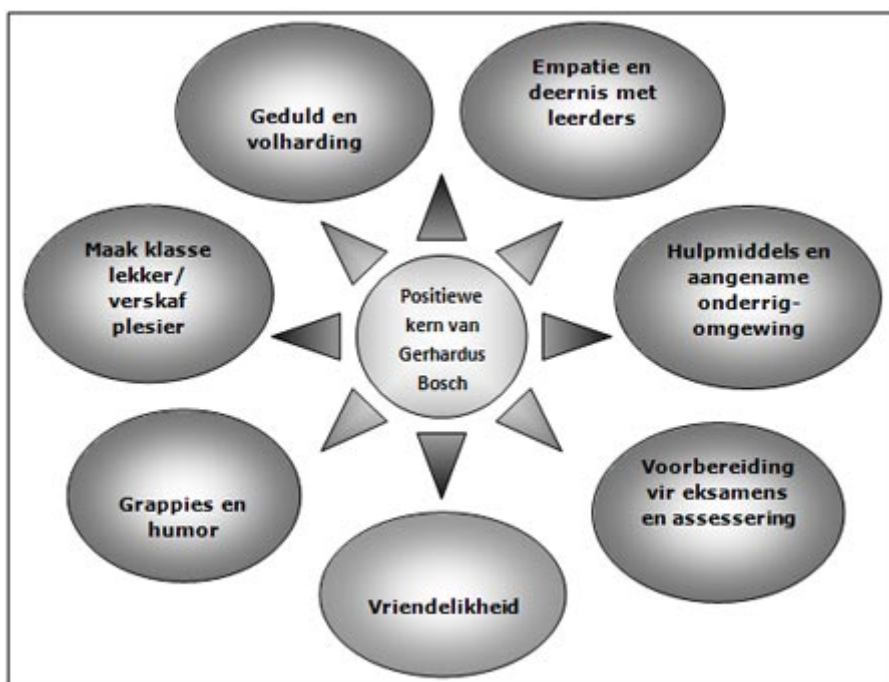 Geduld en
volharding
Empatie en
deernis met
leerders
Maak klasse
lekker/
verskaf
plesier
Positiewe
kern van
Gerhardus
Bosch
Hulpmiddels en
aangename
onderrig-
omgewing
Grappies en
humor
Voorbereiding
vir eksamens
en assessering
Vriendelikheid